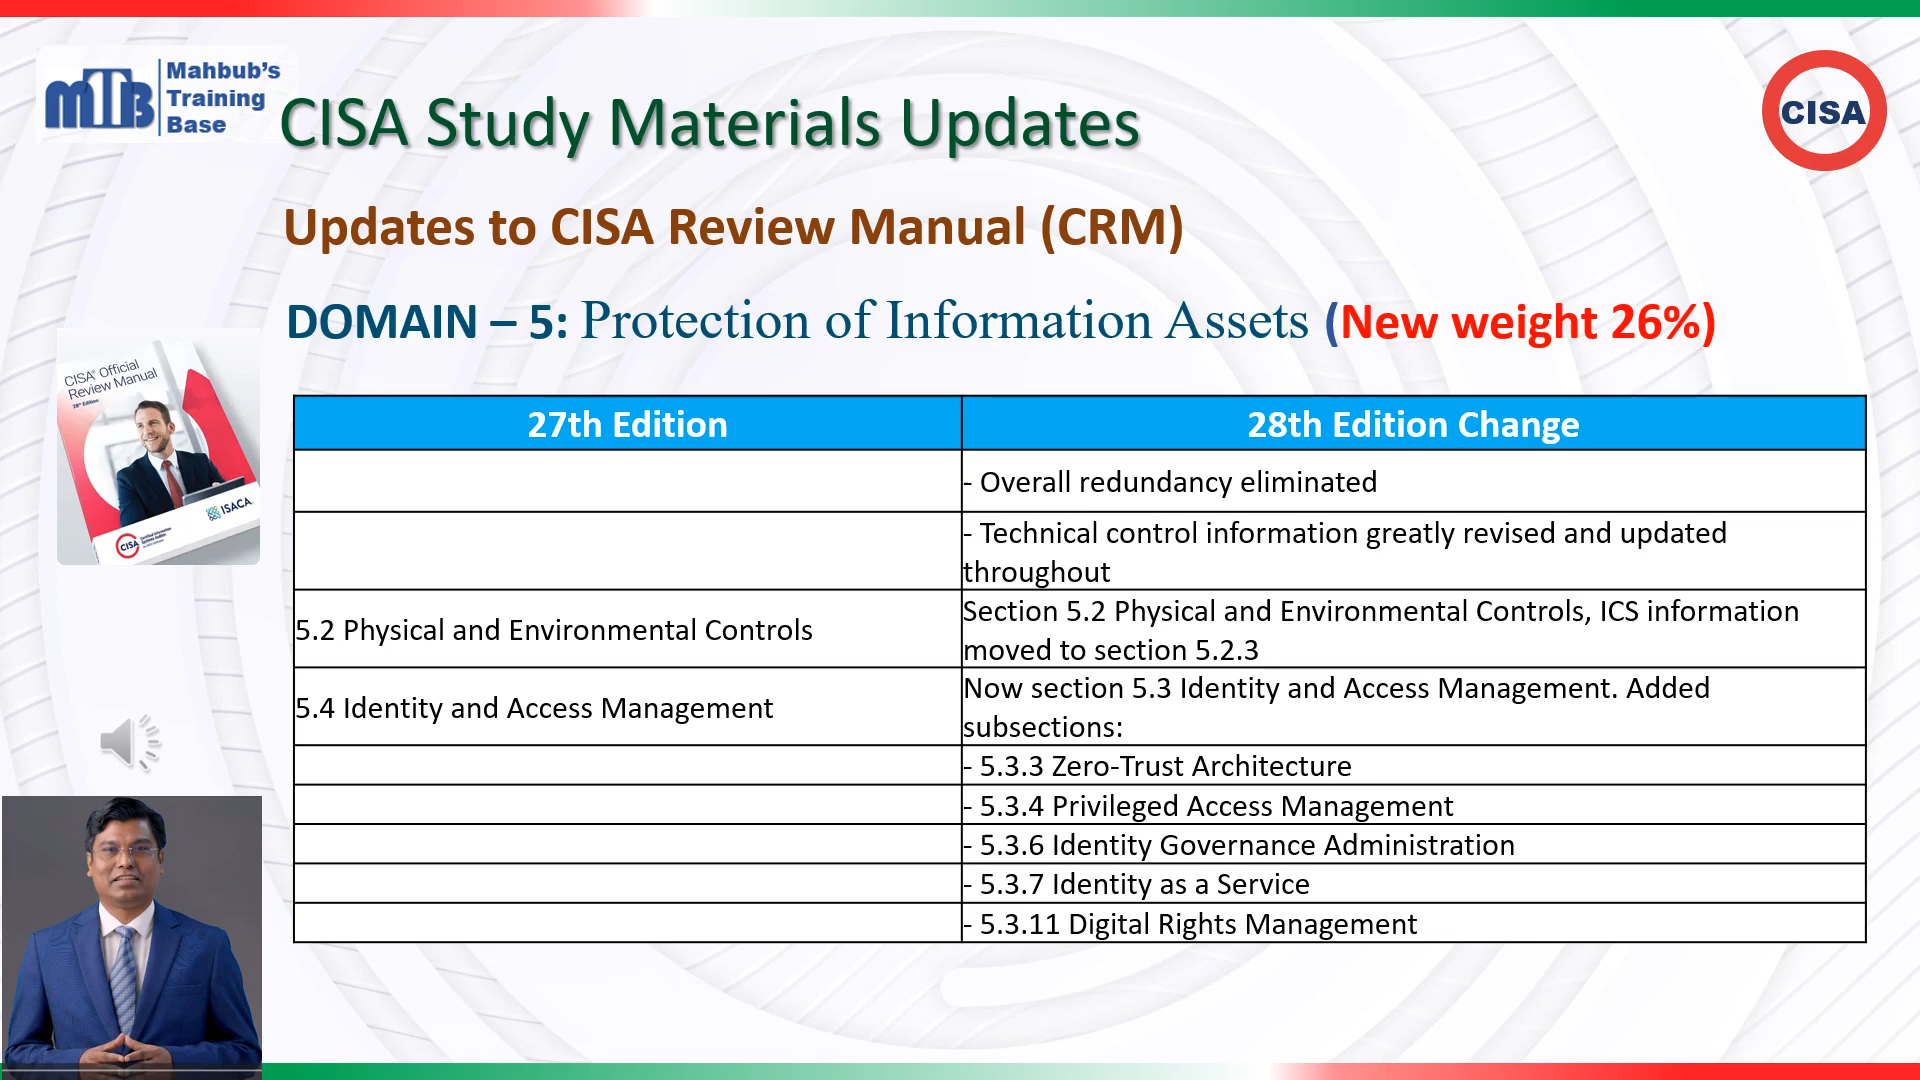 Mahbub's
Training
Base
mTB
CISA Study Materials Updates
CISA
Updates to CISA Review Manual (CRM)
DOMAIN – 5: Protection of Information Assets (New weight 26%)
CISA® Official
Review Manual
28th Edition
ISACA
CISA
27th Edition
28th Edition Change
- Overall redundancy eliminated
- Technical control information greatly revised and updated
throughout
5.2 Physical and Environmental Controls
Section 5.2 Physical and Environmental Controls, ICS information
moved to section 5.2.3
5.4 Identity and Access Management
Now section 5.3 Identity and Access Management. Added
subsections:
- 5.3.3 Zero-Trust Architecture
- 5.3.4 Privileged Access Management
- 5.3.6 Identity Governance Administration
- 5.3.7 Identity as a Service
- 5.3.11 Digital Rights Management